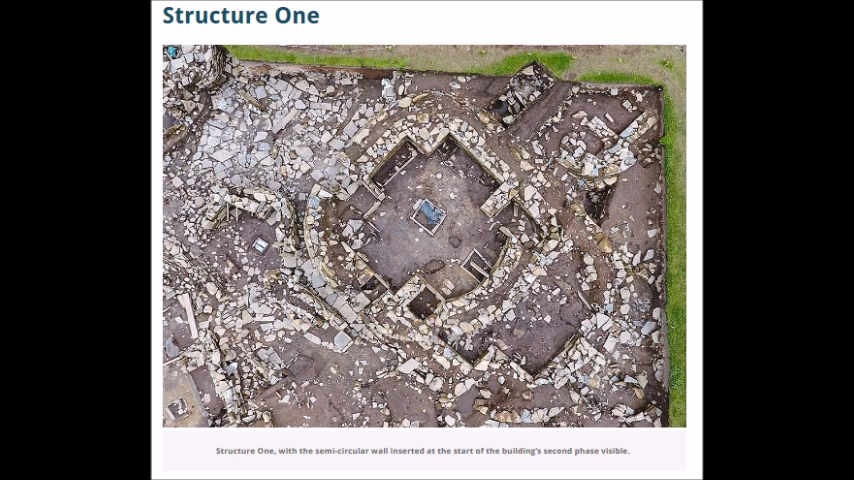 Structure One
Structure One, with the semi-circular wall inserted at the start of the building's second phase visible.